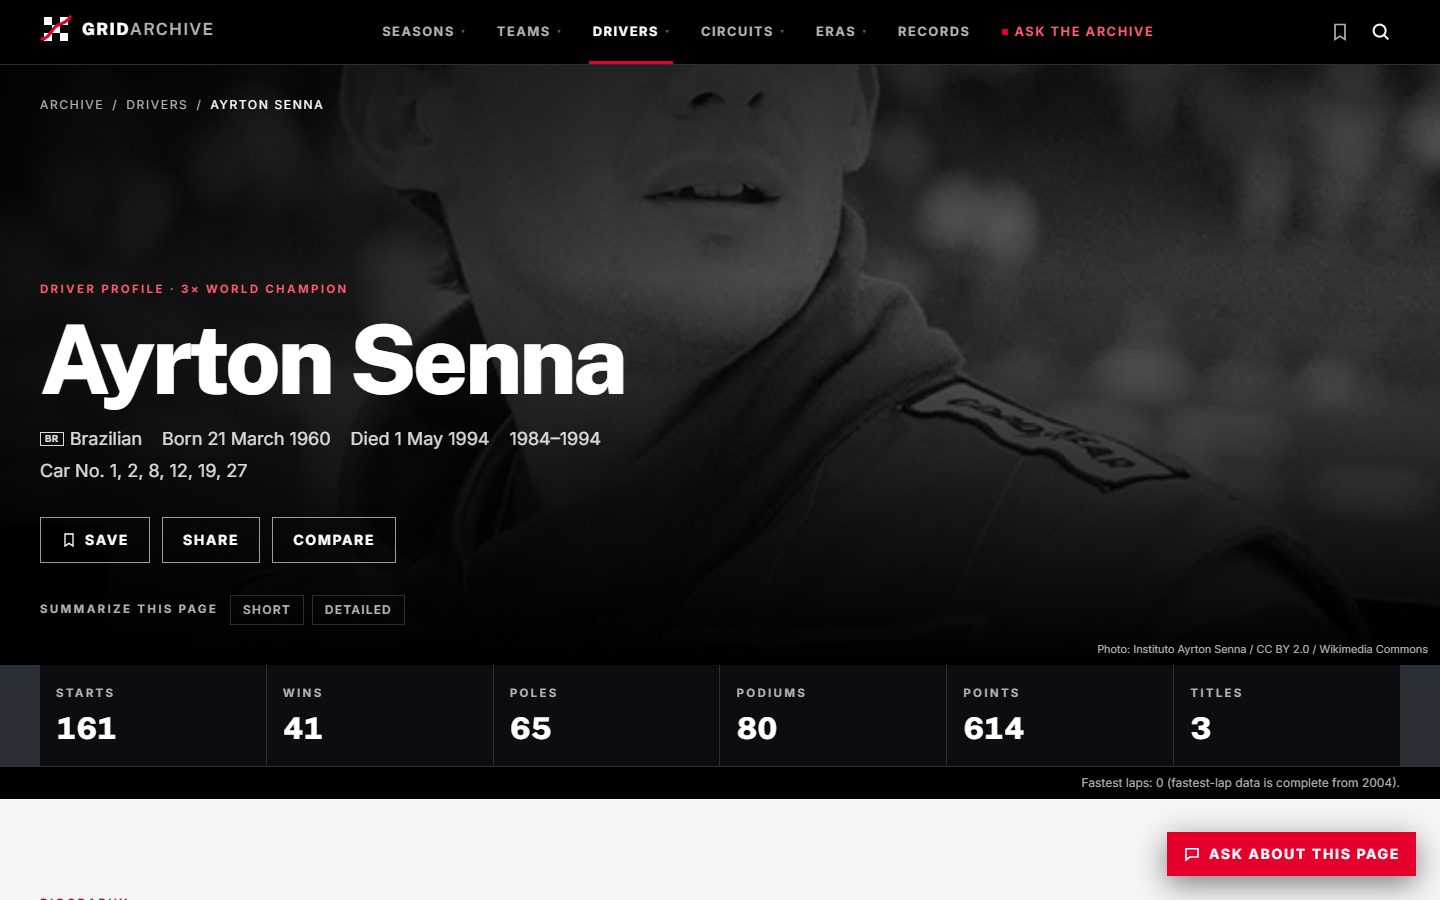 GRIDARCHIVE
SEASONS
TEAMS
DRIVERS
CIRCUITS
ERAS
RECORDS
ASK THE ARCHIVE
ARCHIVE / DRIVERS / AYRTON SENNA
DRIVER PROFILE · 3× WORLD CHAMPION
Ayrton Senna
BR Brazilian Born 21 March 1960 Died 1 May 1994 1984–1994
Car No. 1, 2, 8, 12, 19, 27
SAVE
SHARE
COMPARE
SUMMARIZE THIS PAGE
SHORT
DETAILED
GOODYEAR
Photo: Instituto Ayrton Senna / CC BY 2.0 / Wikimedia Commons
STARTS
161
WINS
41
POLES
65
PODIUMS
80
POINTS
614
TITLES
3
Fastest laps: 0 (fastest-lap data is complete from 2004).
ASK ABOUT THIS PAGE